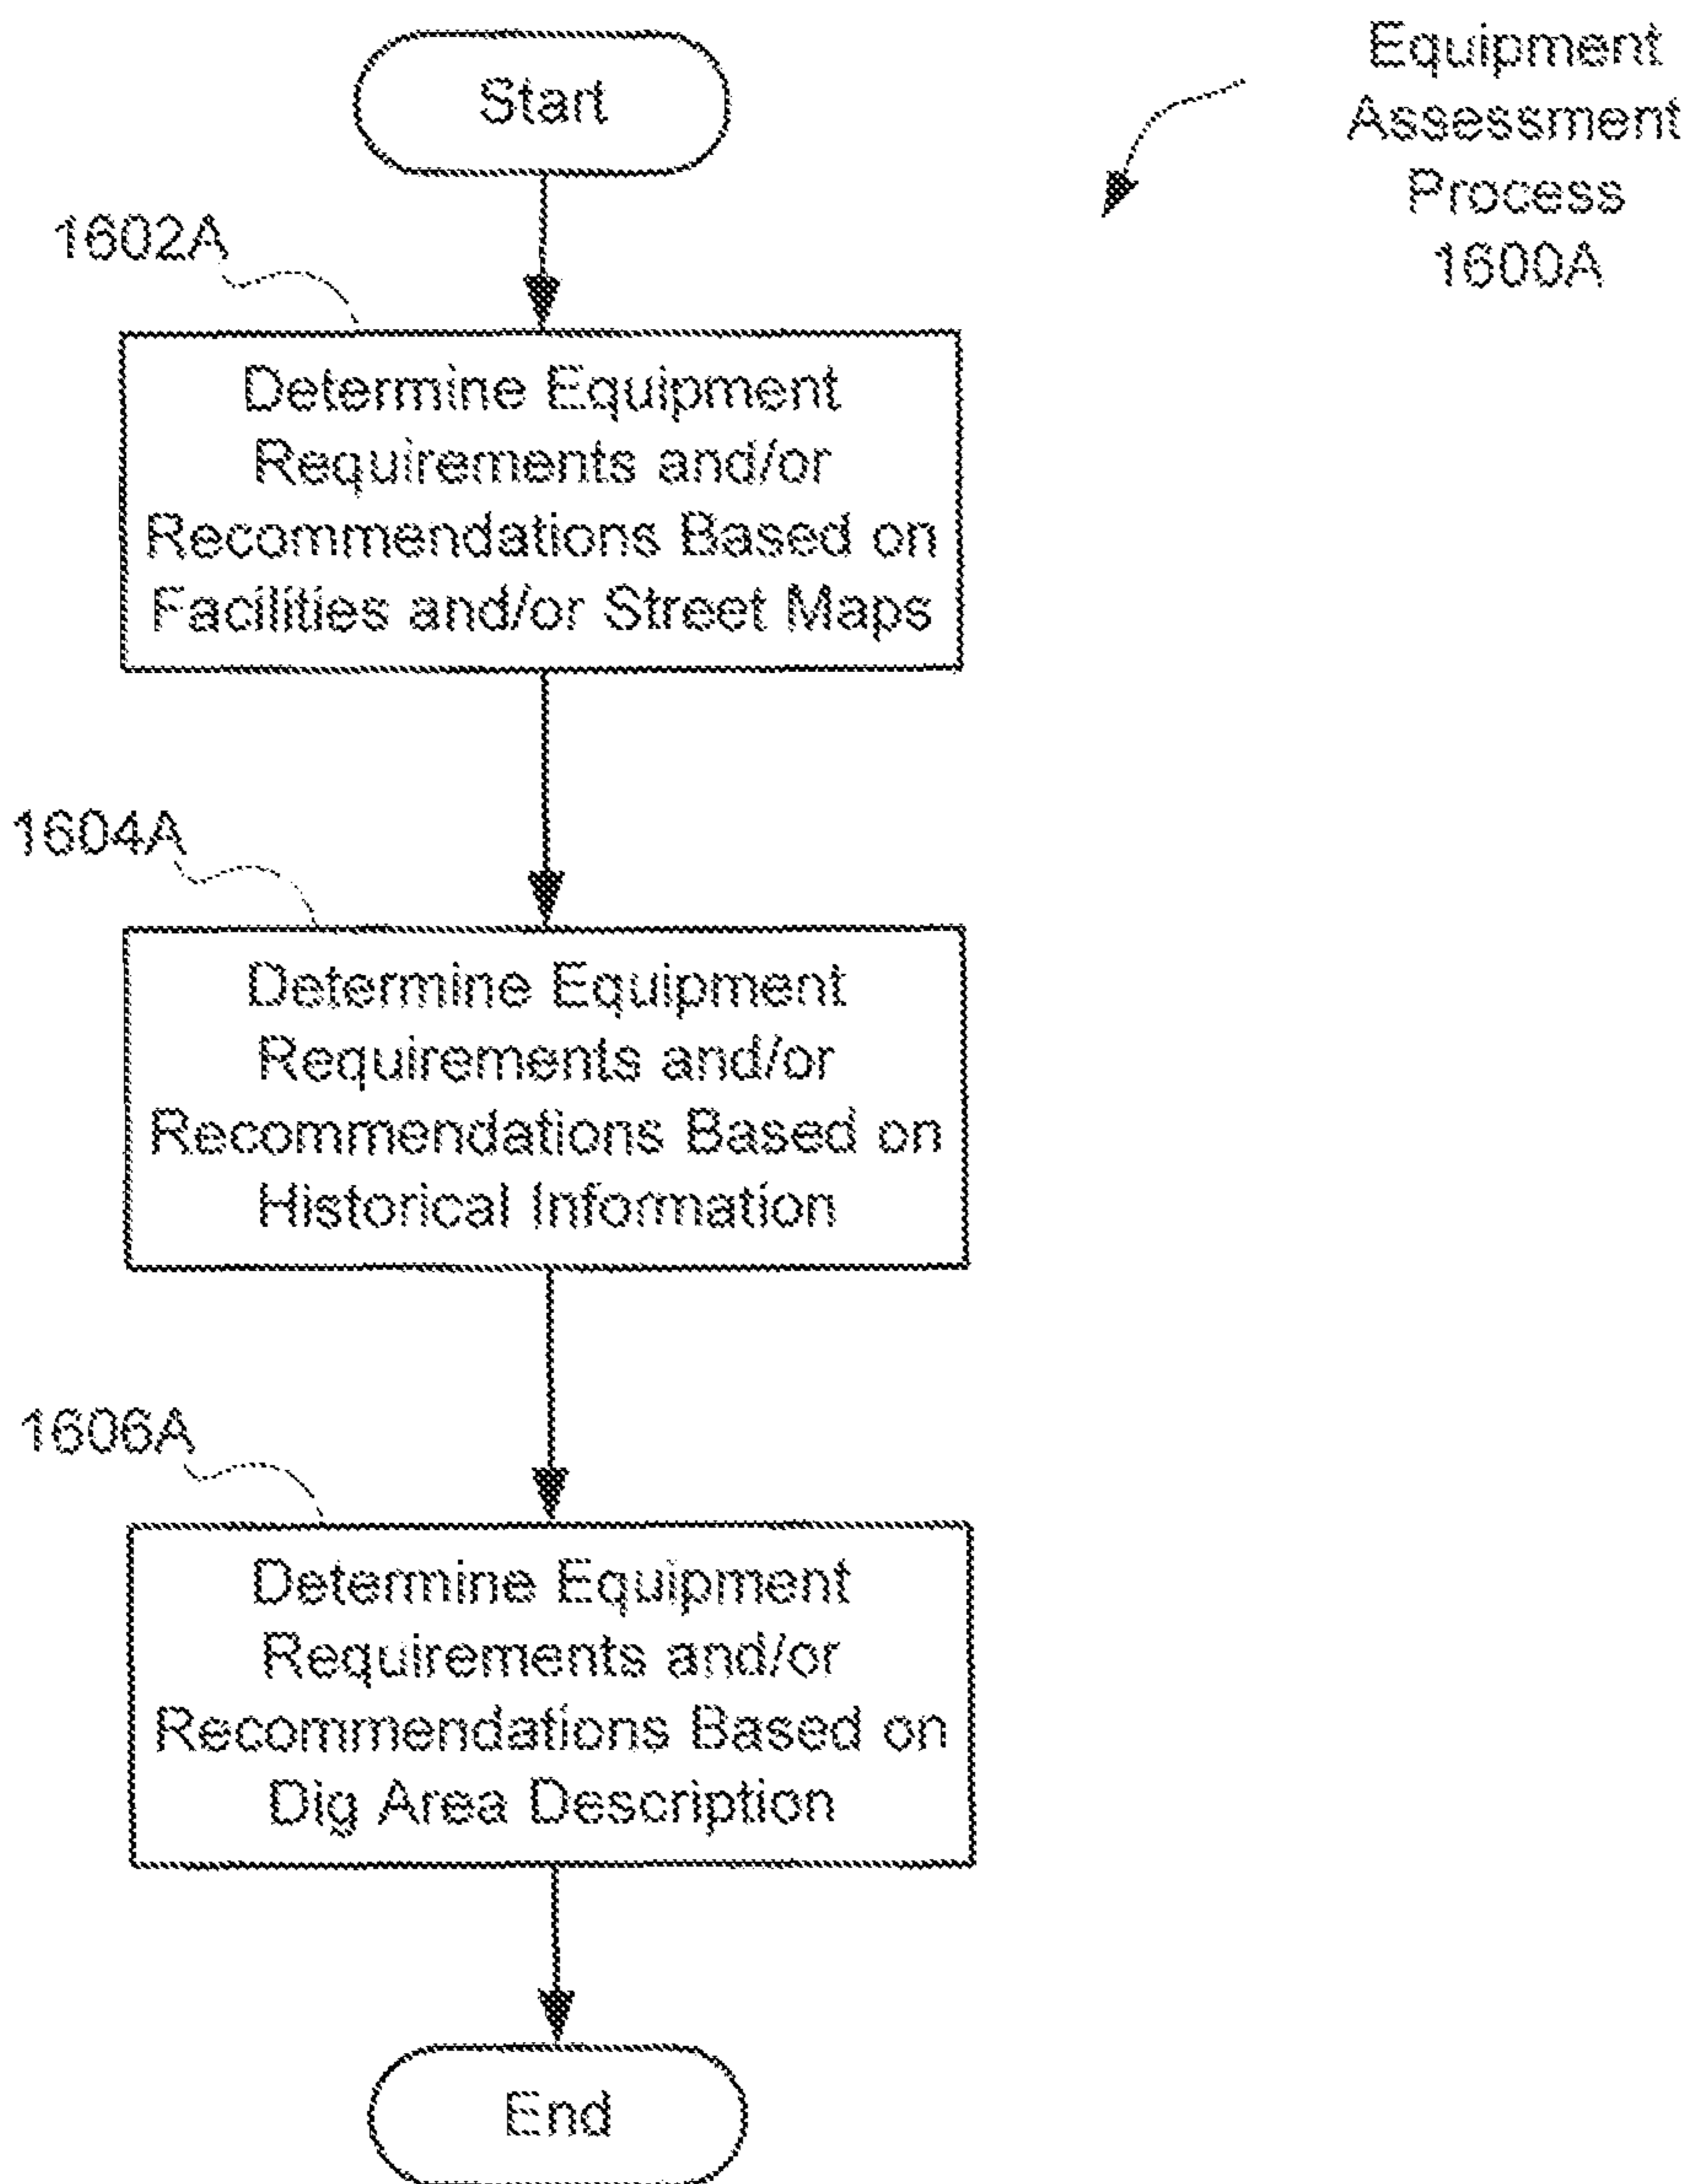 Start
Equipment
Assessment
Process
1600A
1602A
Determine Equipment
Requirements and/or
Recommendations Based on
Facilities and/or Street Maps
1604A
Determine Equipment
Requirements and/or
Recommendations Based on
Historical Information
1606A
Determine Equipment
Requirements and/or
Recommendations Based on
Dig Area Description
End